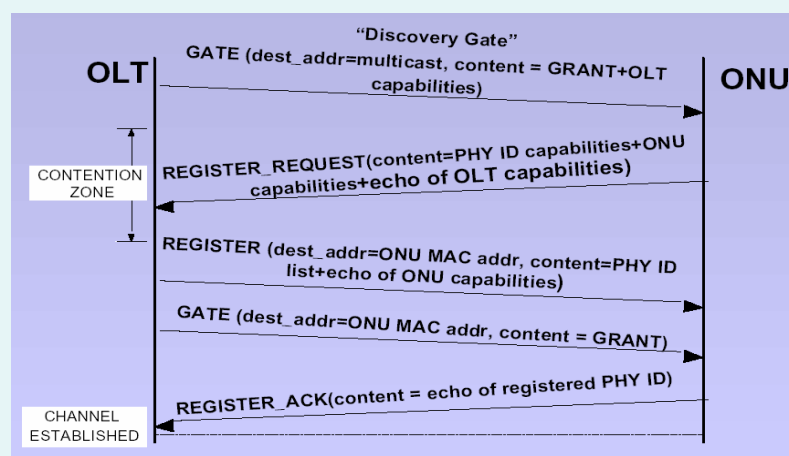 “Discovery Gate”
GATE (dest_addr=multicast, content = GRANT+OLT
capabilities)
OLT
ONU
CONTENTION
ZONE
REGISTER_REQUEST(content=PHY ID capabilities+ONU
capabilities+echo of OLT capabilities)
REGISTER (dest_addr=ONU MAC addr, content=PHY ID
list+echo of ONU capabilities)
GATE (dest_addr=ONU MAC addr, content = GRANT)
REGISTER_ACK(content = echo of registered PHY ID)
CHANNEL
ESTABLISHED